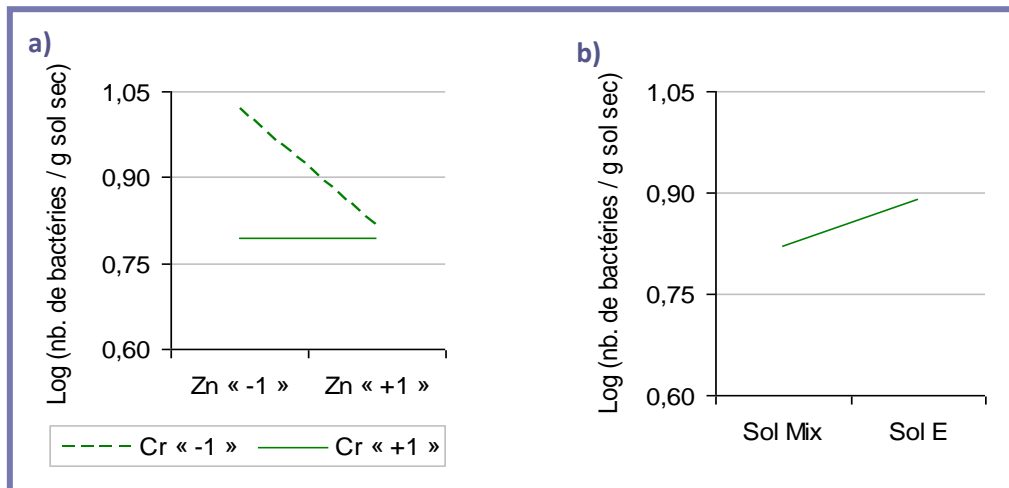 a)
Log (nb. de bactéries / g sol sec)
1,05
0,90
0,75
0,60
Zn « -1 » Zn « +1 »
Cr « -1 » Cr « +1 »
b)
Log (nb. de bactéries / g sol sec)
1,05
0,90
0,75
0,60
Sol Mix Sol E